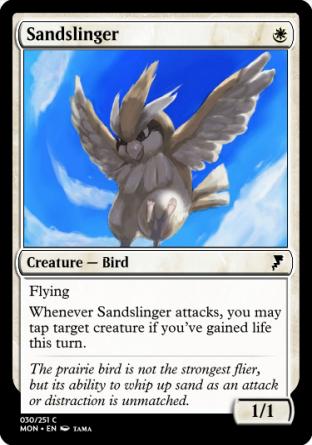 Sandslinger
Creature — Bird
Flying
Whenever Sandslinger attacks, you may
tap target creature if you've gained life
this turn.
The prairie bird is not the strongest flier,
but its ability to whip up sand as an attack
or distraction is unmatched.
1/1
030/251 C
MON • EN TAMA